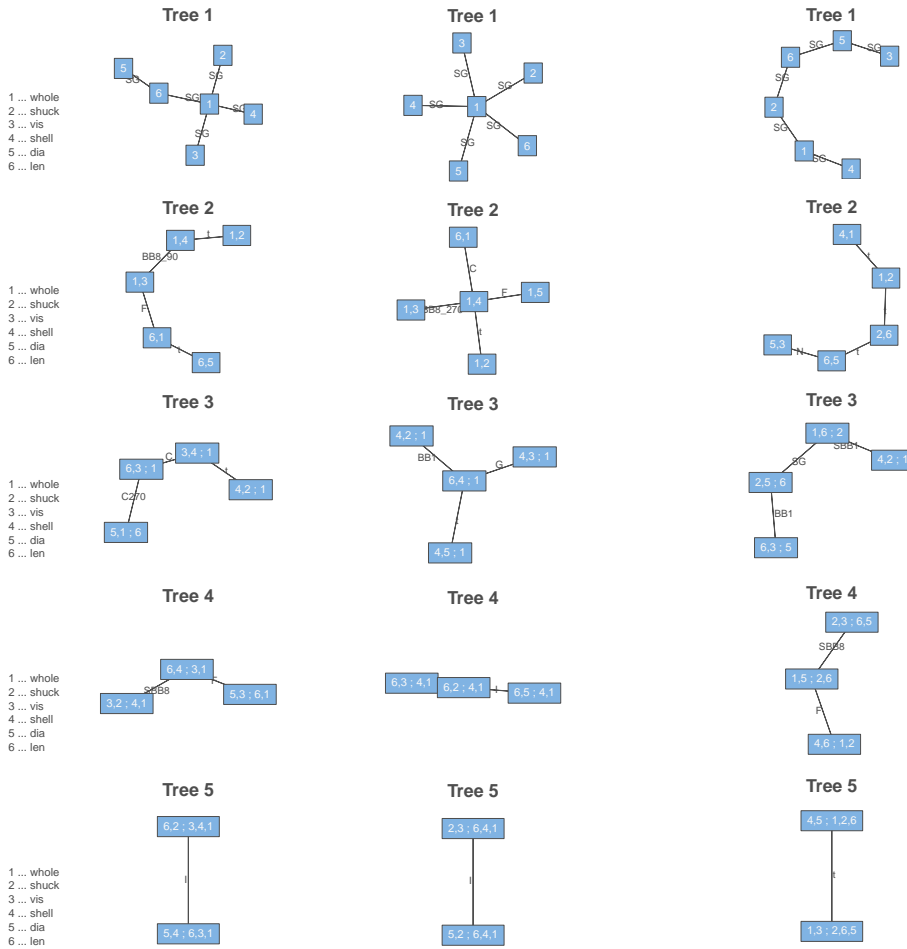 Tree 1
Tree 1
Tree 1
1 ... whole
2 ... shuck
3 ... vis
4 ... shell
5 ... dia
6 ... len
5
6
2
1
4
3
SG
SG
SG
SG
SG
3
2
4
1
6
5
SG
SG
SG
SG
SG
6
5
3
2
1
4
SG
SG
SG
SG
SG
Tree 2
Tree 2
Tree 2
1 ... whole
2 ... shuck
3 ... vis
4 ... shell
5 ... dia
6 ... len
1,4
1,2
1,3
6,1
6,5
t
BB8_90
F
t
6,1
1,3
1,4
1,5
1,2
C
F
BB8_270
t
4,1
1,2
2,6
6,5
5,3
t
t
N
Tree 3
Tree 3
Tree 3
1 ... whole
2 ... shuck
3 ... vis
4 ... shell
5 ... dia
6 ... len
6,3 ; 1
3,4 ; 1
4,2 ; 1
5,1 ; 6
C
t
C270
4,2 ; 1
4,3 ; 1
6,4 ; 1
4,5 ; 1
BB1
G
1,6 ; 2
4,2 ; 1
2,5 ; 6
6,3 ; 5
SBB1
SG
BB1
Tree 4
Tree 4
Tree 4
1 ... whole
2 ... shuck
3 ... vis
4 ... shell
5 ... dia
6 ... len
6,4 ; 3,1
3,2 ; 4,1
5,3 ; 6,1
SBB8
F
6,3 ; 4,1
6,2 ; 4,1
6,5 ; 4,1
2,3 ; 6,5
1,5 ; 2,6
4,6 ; 1,2
SBB8
F
Tree 5
Tree 5
Tree 5
1 ... whole
2 ... shuck
3 ... vis
4 ... shell
5 ... dia
6 ... len
6,2 ; 3,4,1
I
5,4 ; 6,3,1
2,3 ; 6,4,1
I
5,2 ; 6,4,1
4,5 ; 1,2,6
t
1,3 ; 2,6,5